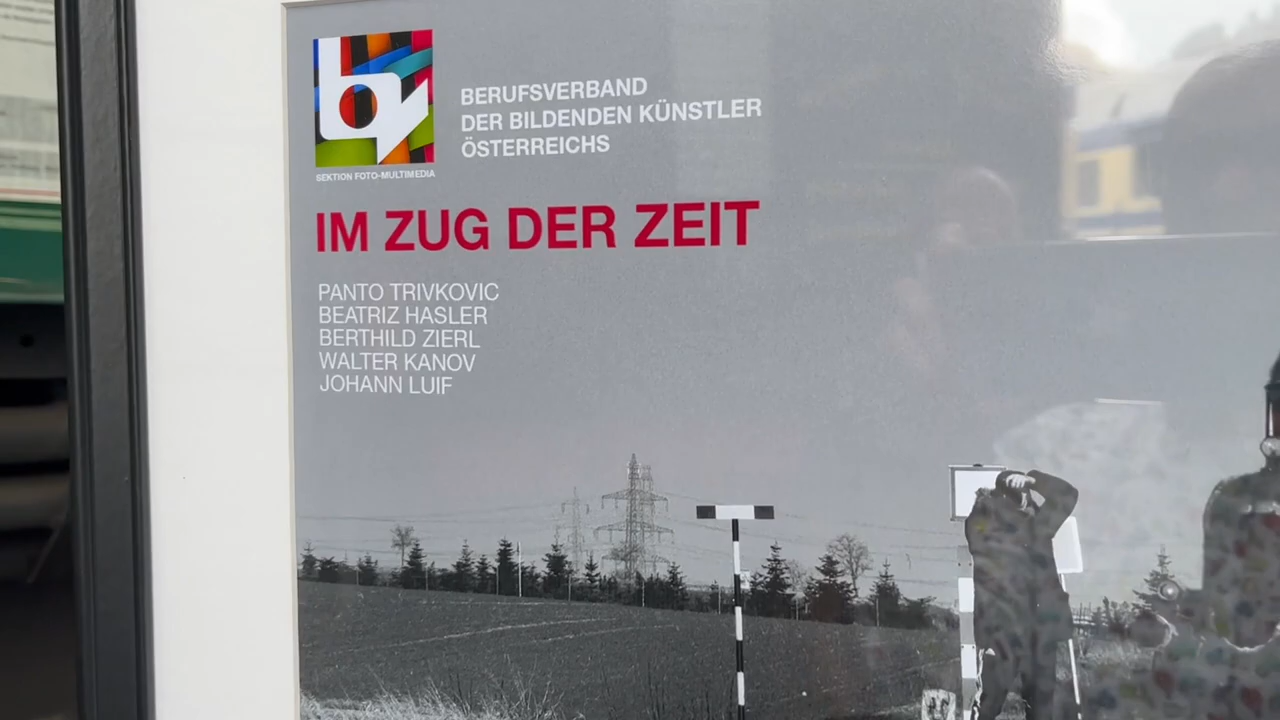 BERUFSVERBAND
DER BILDENDEN KÜNSTLER
ÖSTERREICHS
SEKTION FOTO-MULTIMEDIA
IM ZUG DER ZEIT
PANTO TRIVKOVIC
BEATRIZ HASLER
BERTHILD ZIERL
WALTER KANOV
JOHANN LUIF